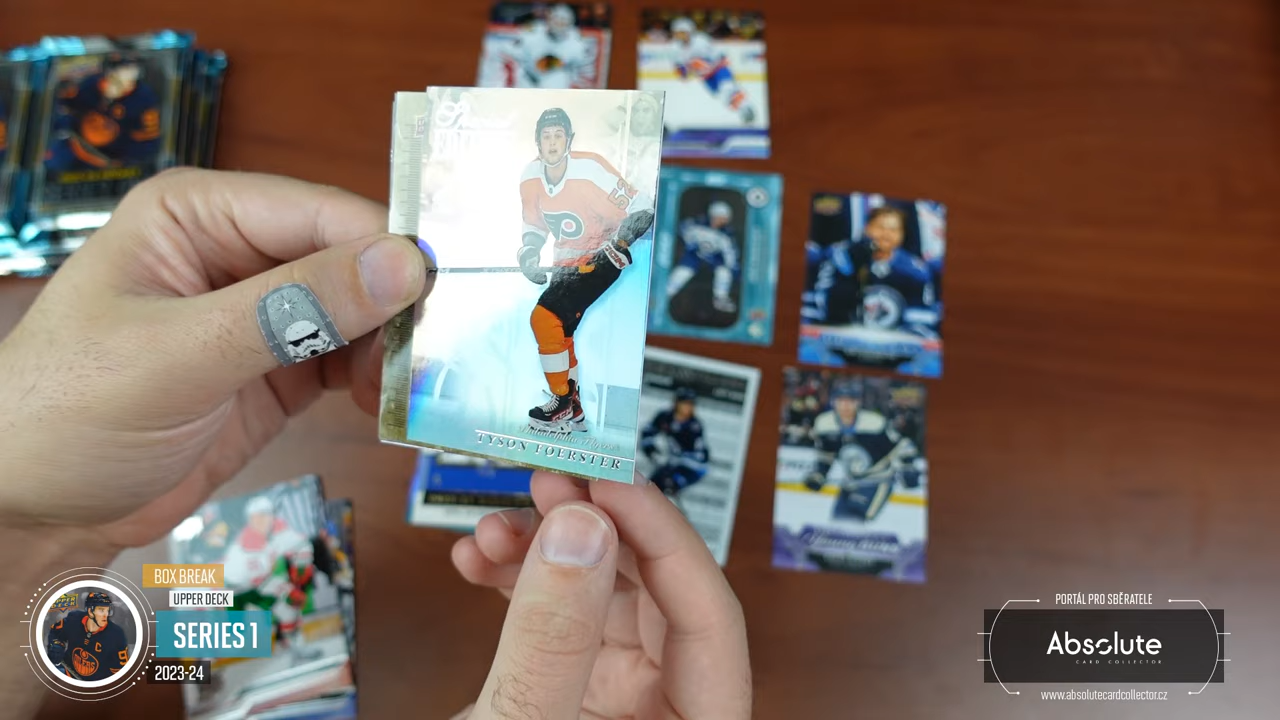 52
Philadelphia Flyers
TYSON FOERSTER
BOX BREAK
UPPER DECK
SERIES 1
2023-24
PORTÁL PRO SBĚRATELE
Absolute
CARD COLLECTOR
www.absolutecardcollector.cz